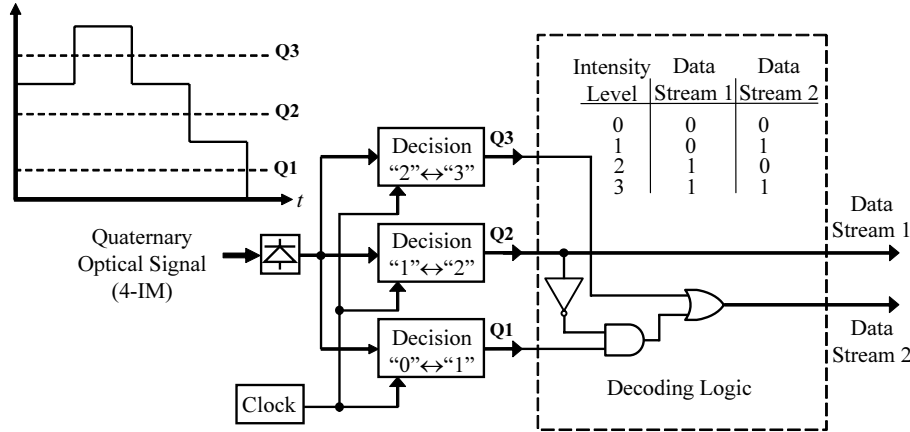 Q3
Q2
Q1
t
Quaternary
Optical Signal
(4-IM)
Clock
Decision
“2”↔“3”
Decision
“1”↔“2”
Decision
“0”↔“1”
Q3
Q2
Q1
Intensity Data Data
Level Stream 1 Stream 2
0 0 0
1 0 1
2 1 0
3 1 1
Decoding Logic
Data
Stream 1
Data
Stream 2